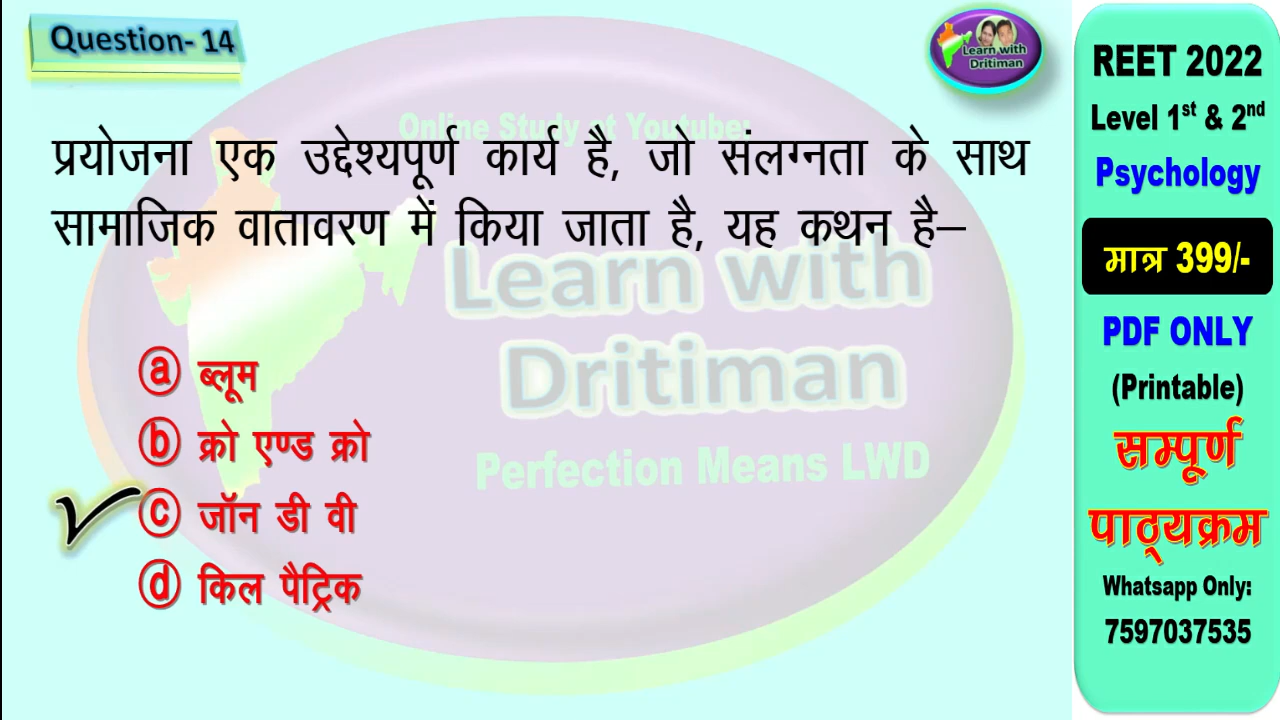 Question- 14
Learn with
Dritiman
Online Study at Youtube:
प्रयोजना एक उद्देश्यपूर्ण कार्य है, जो संलग्नता के साथ
सामाजिक वातावरण में किया जाता है, यह कथन है–
Learn with
Dritiman
Perfection Means LWD
ⓐ ब्लूम
ⓑ क्रो एण्ड क्रो
ⓒ जॉन डी वी
ⓓ किल पैट्रिक
REET 2022
Level 1st & 2nd
Psychology
मात्र 399/-
PDF ONLY
(Printable)
सम्पूर्ण
पाठ्यक्रम
Whatsapp Only:
7597037535